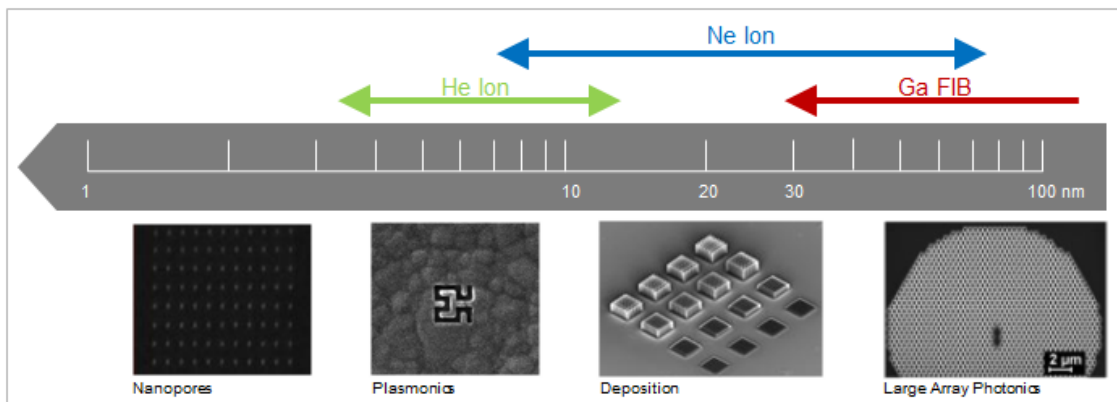 Ne Ion
He Ion
Ga FIB
1
10
20
30
100 nm
2 μm
Nanopores
Plasmonics
Deposition
Large Array Photonics